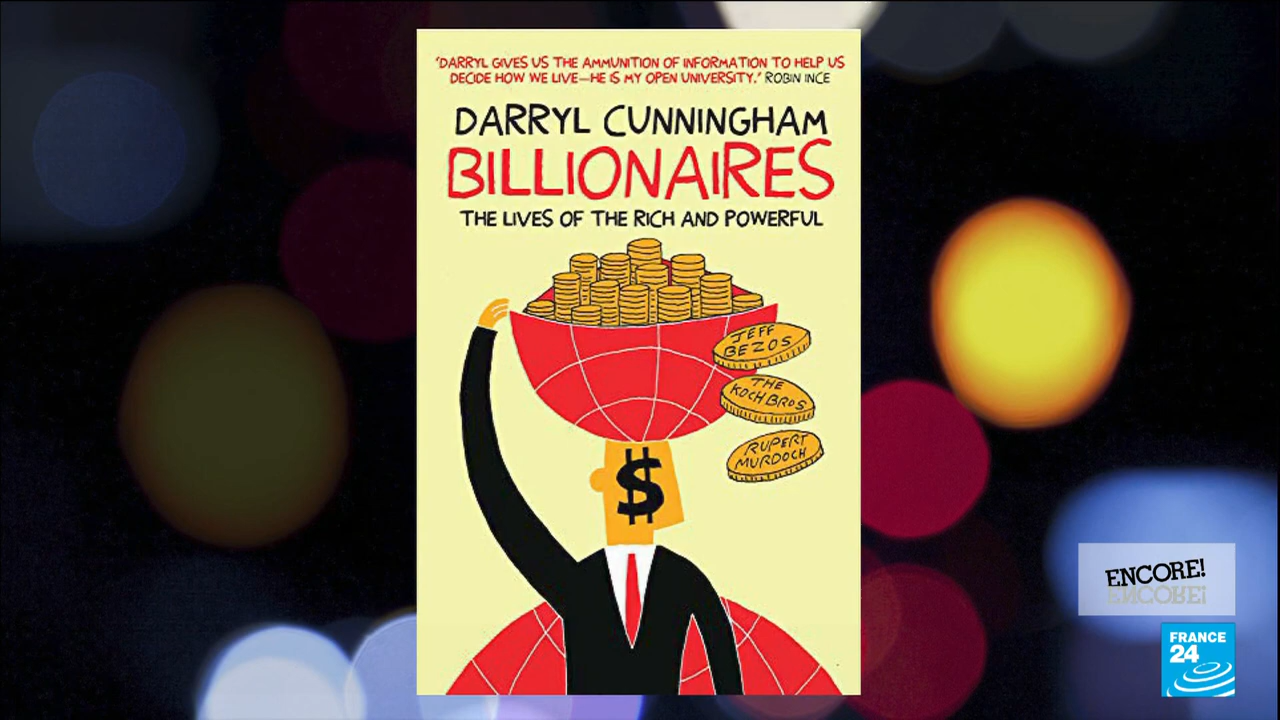 'DARRYL GIVES US THE AMMUNITION OF INFORMATION TO HELP US
DECIDE HOW WE LIVE—HE IS MY OPEN UNIVERSITY.' ROBIN INCE
DARRYL CUNNINGHAM
BILLIONAIRES
THE LIVES OF THE RICH AND POWERFUL
JEFF
BEZOS
THE
KOCH BROS
RUPERT
MURDOCH
$
ENCORE!
FRANCE
24